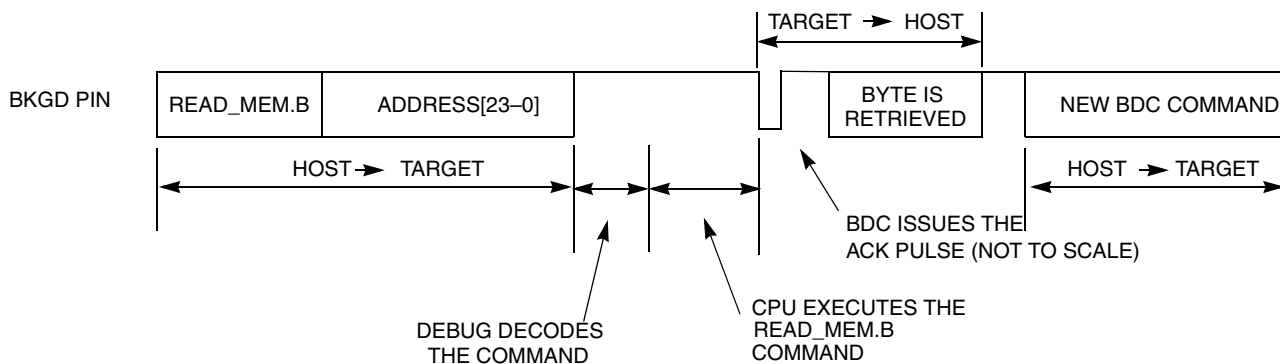 TARGET → HOST
BKGD PIN
READ_MEM.B
ADDRESS[23–0]
BYTE IS
RETRIEVED
NEW BDC COMMAND
HOST → TARGET
HOST → TARGET
BDC ISSUES THE
ACK PULSE (NOT TO SCALE)
DEBUG DECODES
THE COMMAND
CPU EXECUTES THE
READ_MEM.B
COMMAND